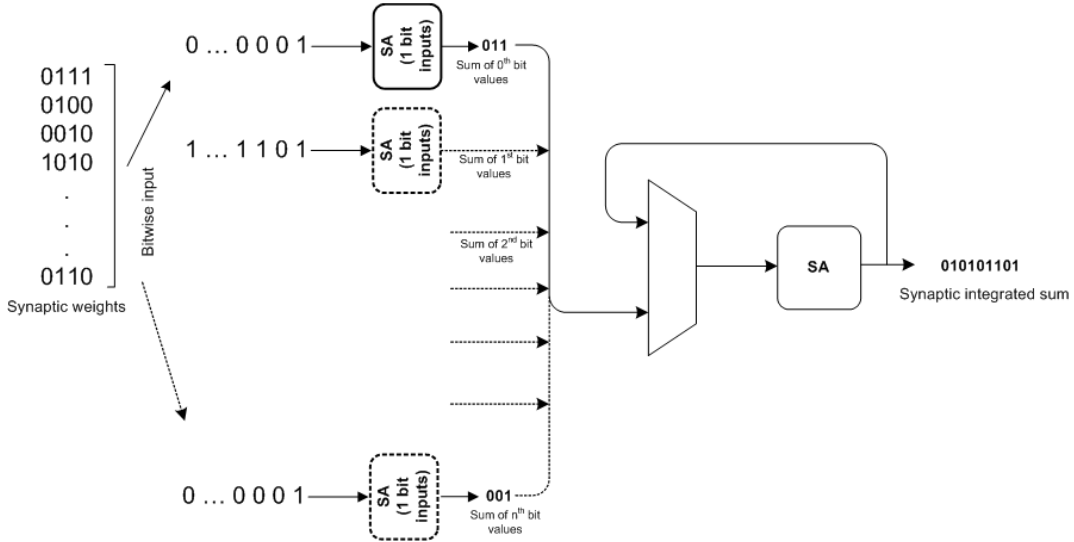 0 ... 0 0 0 1
SA
(1 bit
inputs)
011
Sum of 0th bit
values
0111
0100
0010
1010
.
.
.
0110
Synaptic weights
Bitwise input
1 ... 1 1 0 1
SA
(1 bit
inputs)
Sum of 1st bit
values
Sum of 2nd bit
values
SA
010101101
Synaptic integrated sum
0 ... 0 0 0 1
SA
(1 bit
inputs)
001
Sum of nth bit
values